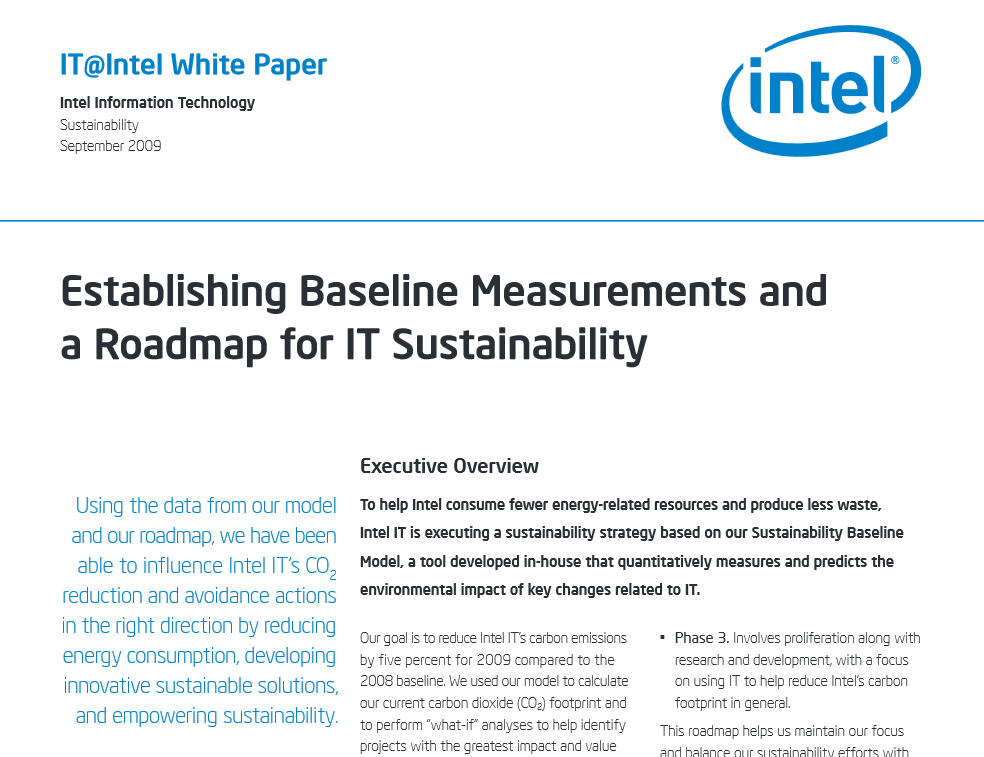 IT@Intel White Paper
Intel Information Technology
Sustainability
September 2009
intel®
Establishing Baseline Measurements and
a Roadmap for IT Sustainability
Using the data from our model
and our roadmap, we have been
able to influence Intel IT's CO₂
reduction and avoidance actions
in the right direction by reducing
energy consumption, developing
innovative sustainable solutions,
and empowering sustainability.
Executive Overview
To help Intel consume fewer energy-related resources and produce less waste,
Intel IT is executing a sustainability strategy based on our Sustainability Baseline
Model, a tool developed in-house that quantitatively measures and predicts the
environmental impact of key changes related to IT.
Our goal is to reduce Intel IT's carbon emissions
by five percent for 2009 compared to the
2008 baseline. We used our model to calculate
our current carbon dioxide (CO₂) footprint and
to perform “what-if” analyses to help identify
projects with the greatest impact and value
▪ Phase 3. Involves proliferation along with
research and development, with a focus
on using IT to help reduce Intel's carbon
footprint in general.
This roadmap helps us maintain our focus
and balance our sustainability efforts with